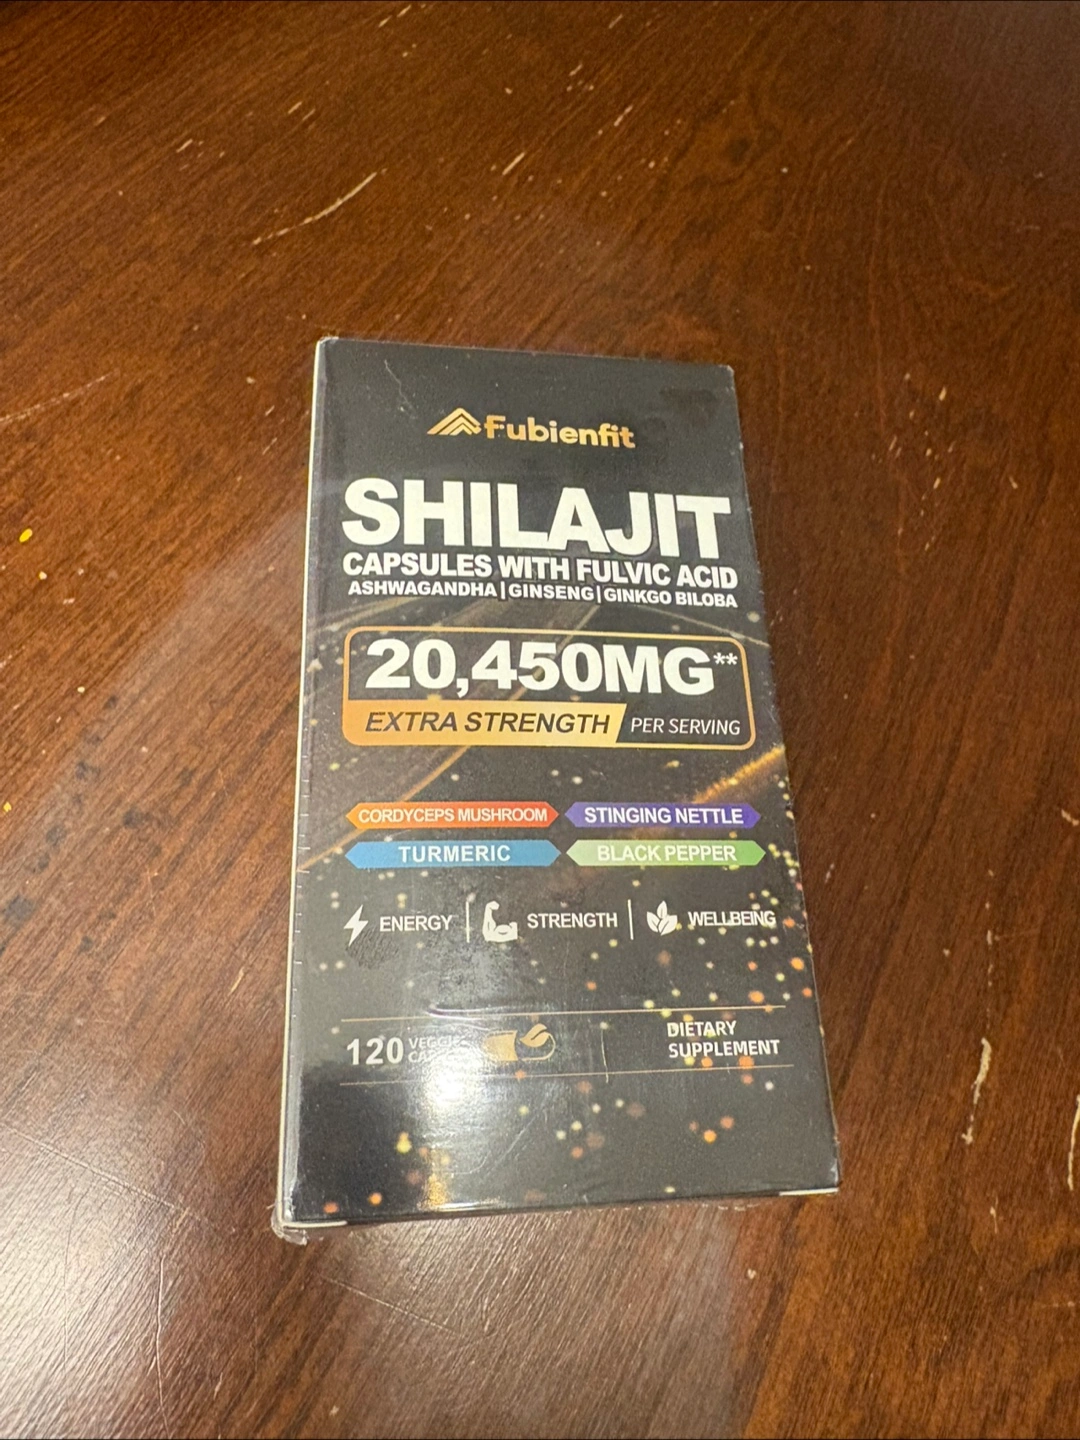 Fubienfit
SHILAJIT
CAPSULES WITH FULVIC ACID
ASHWAGANDHA | GINSENG | GINKGO BILOBA
20,450MG**
EXTRA STRENGTH PER SERVING
CORDYCEPS MUSHROOM STINGING NETTLE
TURMERIC BLACK PEPPER
ENERGY | STRENGTH | WELLBEING
120 VEGGIE
DIETARY
SUPPLEMENT